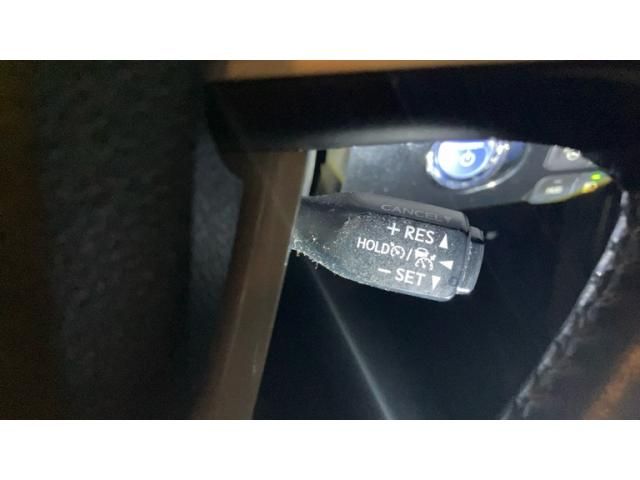 CANCEL
+ RES ▲
HOLD / ◀
− SET ▼